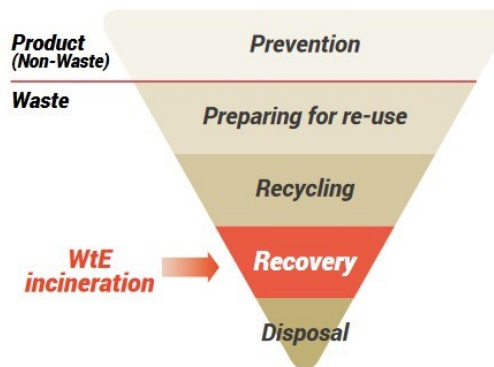 Product
(Non-Waste)
Prevention
Waste
Preparing for re-use
Recycling
WtE
incineration
Recovery
Disposal